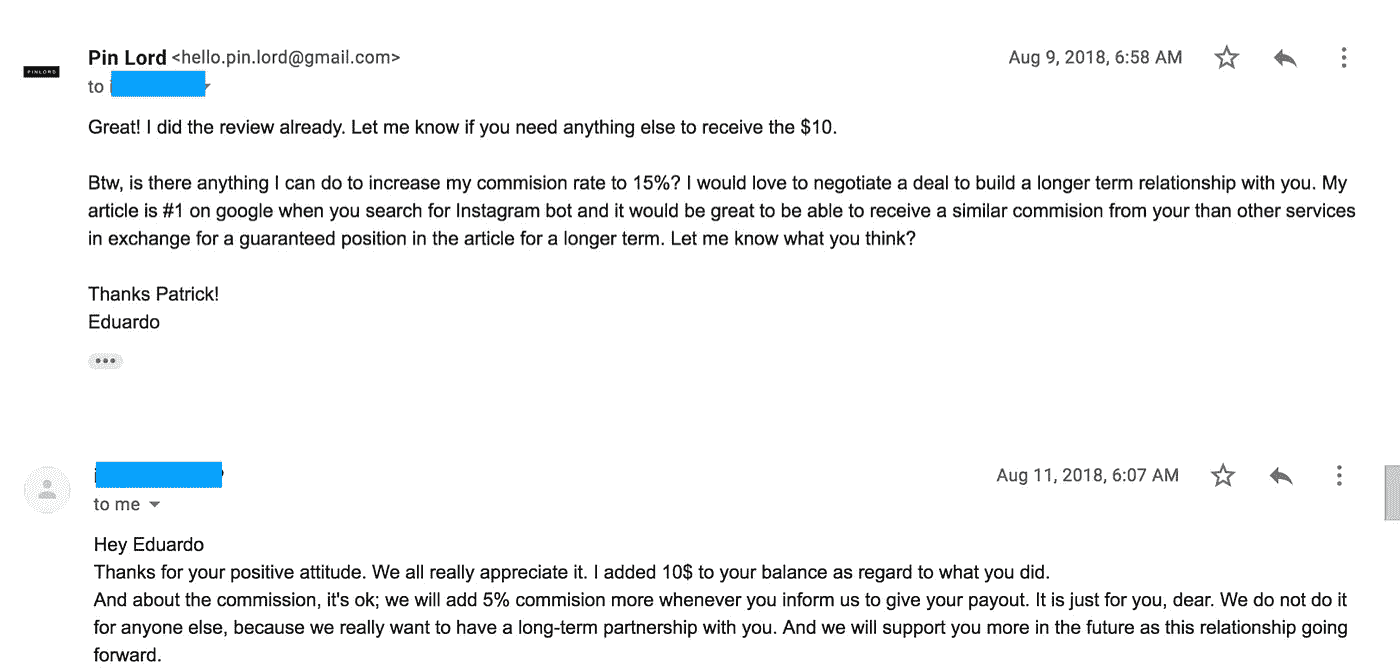 Pin Lord <hello.pin.lord@gmail.com>
Aug 9, 2018, 6:58 AM
PINLORD
to
Great! I did the review already. Let me know if you need anything else to receive the $10.
Btw, is there anything I can do to increase my commision rate to 15%? I would love to negotiate a deal to build a longer term relationship with you. My
article is #1 on google when you search for Instagram bot and it would be great to be able to receive a similar commision from your than other services
in exchange for a guaranteed position in the article for a longer term. Let me know what you think?
Thanks Patrick!
Eduardo
Aug 11, 2018, 6:07 AM
to me
Hey Eduardo
Thanks for your positive attitude. We all really appreciate it. I added 10$ to your balance as regard to what you did.
And about the commission, it's ok; we will add 5% commision more whenever you inform us to give your payout. It is just for you, dear. We do not do it
for anyone else, because we really want to have a long-term partnership with you. And we will support you more in the future as this relationship going
forward.